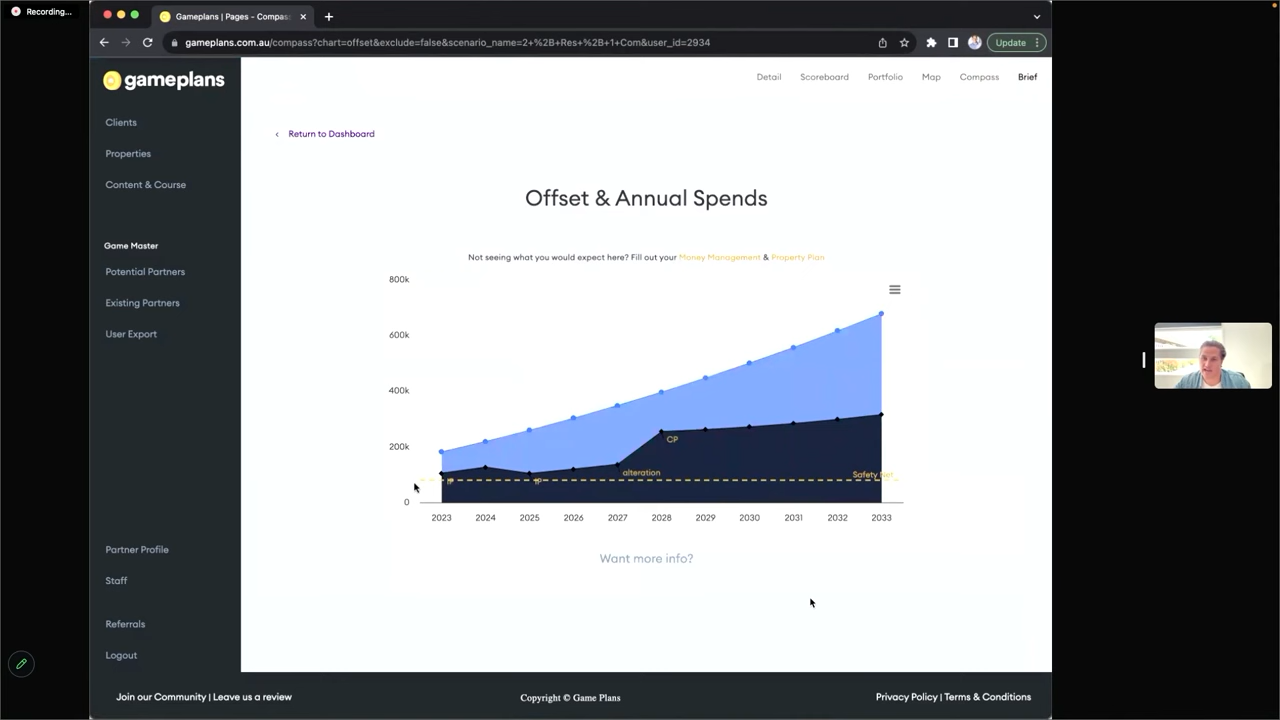 Recording...
Gameplans | Pages - Compass
gameplans.com.au/compass?chart=offset&exclude=false&scenario_name=2+%2B+Res+%2B+1+Com&user_id=2934
Update
gameplans
Detail Scoreboard Portfolio Map Compass Brief
Clients
Properties
Content & Course
Game Master
Potential Partners
Existing Partners
User Export
Partner Profile
Staff
Referrals
Logout
Return to Dashboard
Offset & Annual Spends
Not seeing what you would expect here? Fill out your Money Management & Property Plan
800k
600k
400k
200k
0
CP
alteration
Safety Net
IP
IP
2023 2024 2025 2026 2027 2028 2029 2030 2031 2032 2033
Want more info?
Join our Community | Leave us a review
Copyright © Game Plans
Privacy Policy | Terms & Conditions